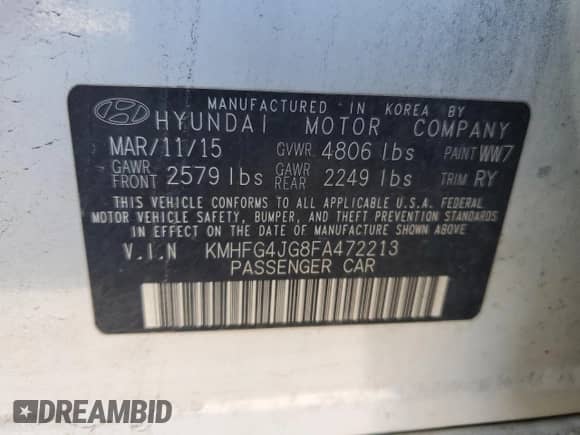 MANUFACTURED IN KOREA BY
HYUNDAI MOTOR COMPANY
MAR/11/15 GVWR 4806 lbs PAINT WW7
GAWR FRONT 2579 lbs GAWR REAR 2249 lbs TRIM RY
THIS VEHICLE CONFORMS TO ALL APPLICABLE U.S.A. FEDERAL
MOTOR VEHICLE SAFETY, BUMPER, AND THEFT PREVENTION STANDARDS
IN EFFECT ON THE DATE OF MANUFACTURE SHOWN ABOVE.
V.I.N KMHFG4JG8FA472213
PASSENGER CAR
DREAMBID